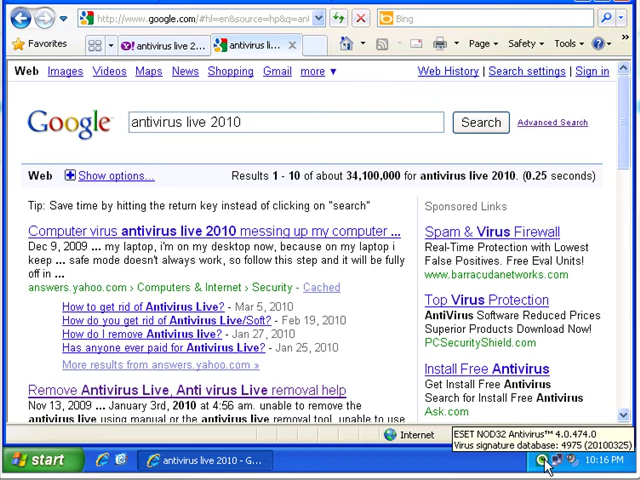 http://www.google.com/#hl=en&source=hp&q=ant
Bing
Favorites
antivirus live 2...
antivirus li...
Page
Safety
Tools
Web Images Videos Maps News Shopping Gmail more ▼
Web History | Search settings | Sign in
Google
antivirus live 2010
Search
Advanced Search
Web
Show options...
Results 1 - 10 of about 34,100,000 for antivirus live 2010. (0.25 seconds)
Tip: Save time by hitting the return key instead of clicking on "search"
Computer virus antivirus live 2010 messing up my computer ...
Dec 9, 2009 ... my laptop, i'm on my desktop now, because on my laptop i
keep ... safe mode doesn't always work, so follow this step and it will be fully
off in ...
answers.yahoo.com › Computers & Internet › Security - Cached
How to get rid of Antivirus Live? - Mar 5, 2010
How do you get rid of Antivirus Live/Soft? - Feb 19, 2010
How do I remove Antivirus Live? - Jan 27, 2010
Has anyone ever paid for Antivirus Live? - Jan 25, 2010
More results from answers.yahoo.com »
Remove Antivirus Live, Anti virus Live removal help
Nov 13, 2009 ... January 3rd, 2010 at 4:56 am. unable to remove the
antivirus live using manual or the antivirus live removal tool. unable to use
Sponsored Links
Spam & Virus Firewall
Real-Time Protection with Lowest
False Positives. Free Eval Units!
www.barracudanetworks.com
Top Virus Protection
AntiVirus Software Reduced Prices
Superior Products Download Now!
PCSecurityShield.com
Install Free Antivirus
Get Install Free Antivirus
Search for Install Free Antivirus
Ask.com
Internet
ESET NOD32 Antivirus™ 4.0.474.0
Virus signature database: 4975 (20100325)
start
antivirus live 2010 - G...
10:16 PM